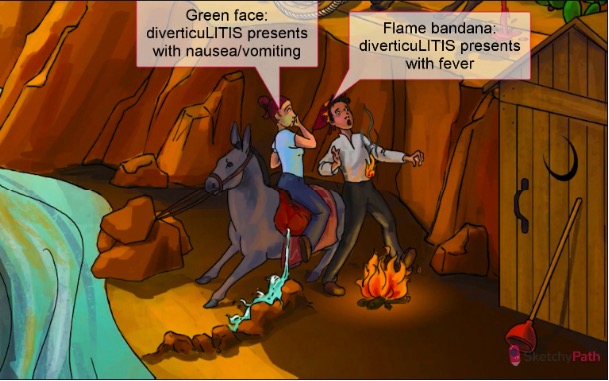 Green face:
diverticuLITIS presents
with nausea/vomiting
Flame bandana:
diverticuLITIS presents
with fever
SketchyPath